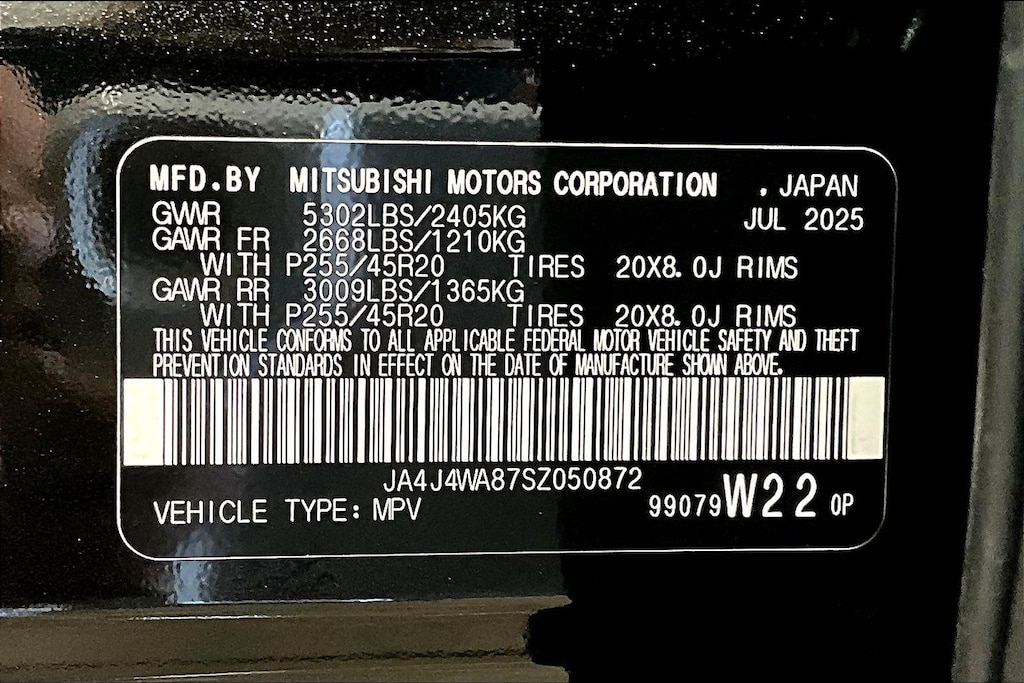 MFD.BY MITSUBISHI MOTORS CORPORATION , JAPAN
GVWR 5302LBS/2405KG JUL 2025
GAWR FR 2668LBS/1210KG
WITH P255/45R20 TIRES 20X8.0J RIMS
GAWR RR 3009LBS/1365KG
WITH P255/45R20 TIRES 20X8.0J RIMS
THIS VEHICLE CONFORMS TO ALL APPLICABLE FEDERAL MOTOR VEHICLE SAFETY AND THEFT
PREVENTION STANDARDS IN EFFECT ON THE DATE OF MANUFACTURE SHOWN ABOVE.
JA4J4WA87SZ050872
VEHICLE TYPE: MPV 99079W22 0P